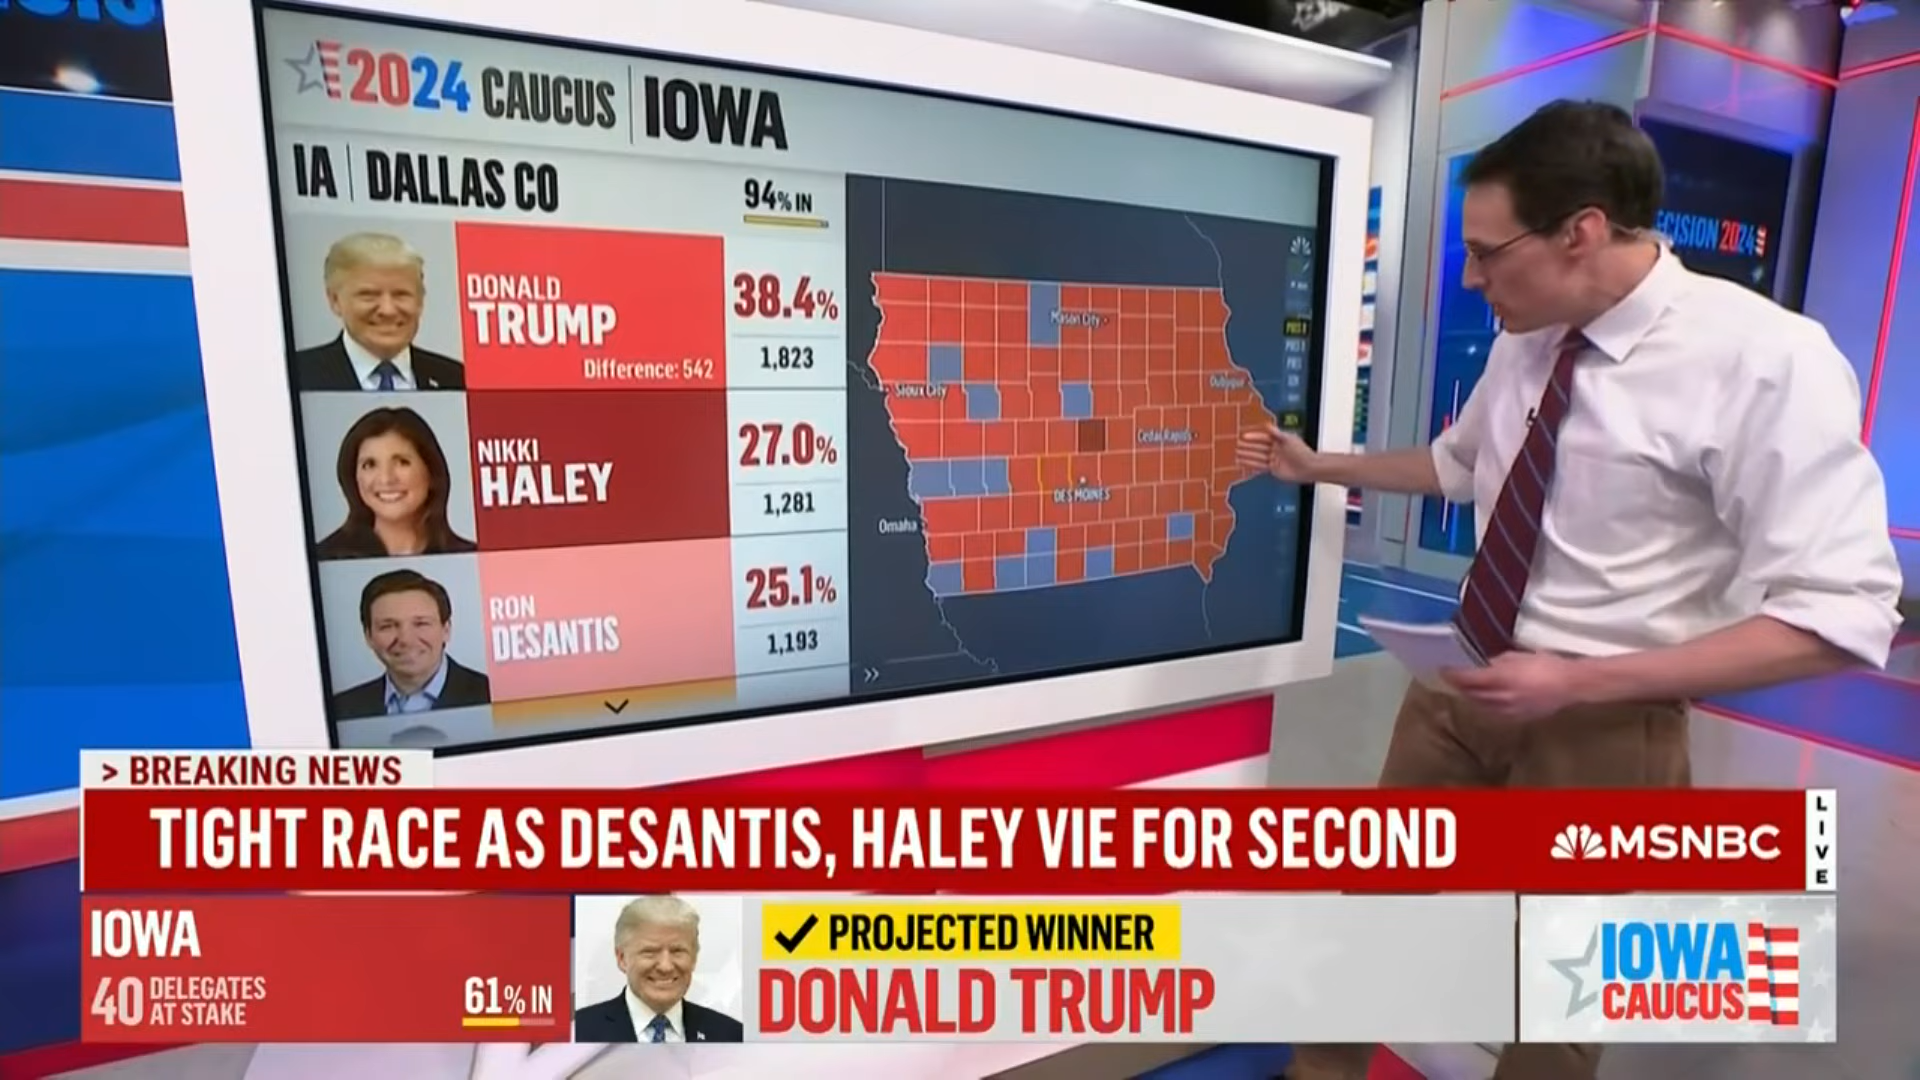 2024 CAUCUS | IOWA
IA | DALLAS CO
94% IN
DONALD
TRUMP
Difference: 542
38.4%
1,823
NIKKI
HALEY
27.0%
1,281
RON
DESANTIS
25.1%
1,193
Mason City
Sioux City
Dubuque
Cedar Rapids
DES MOINES
Omaha
»
DECISION 2024
> BREAKING NEWS
TIGHT RACE AS DESANTIS, HALEY VIE FOR SECOND
MSNBC
LIVE
IOWA
40 DELEGATES
AT STAKE
61% IN
✓ PROJECTED WINNER
DONALD TRUMP
IOWA
CAUCUS